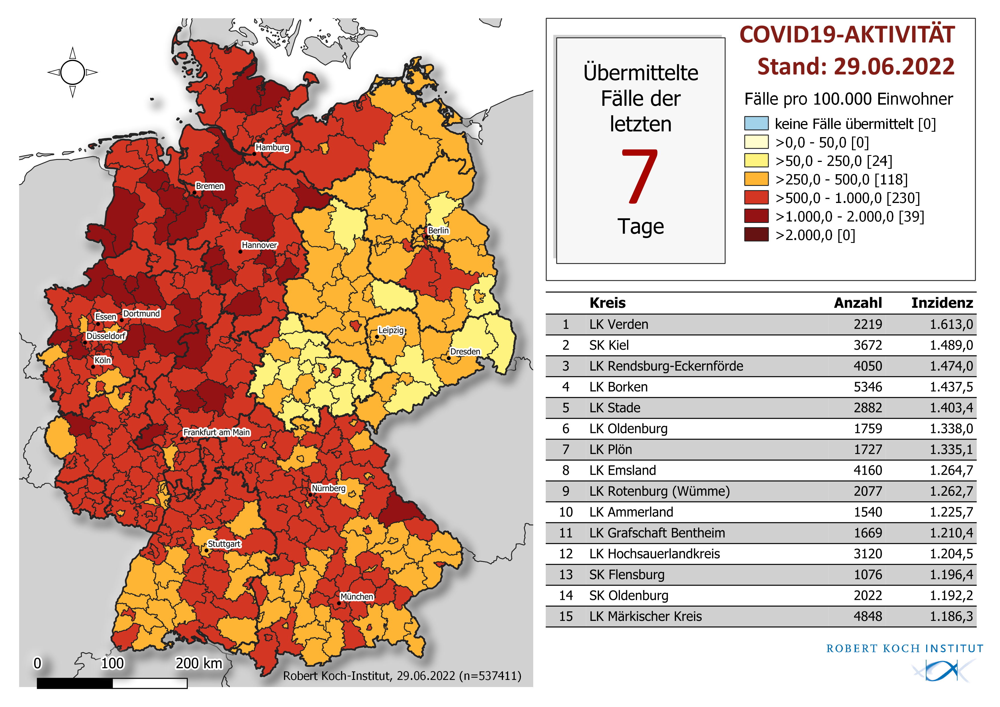 COVID19-AKTIVITÄT
Stand: 29.06.2022
Übermittelte
Fälle der
letzten
7
Tage
Fälle pro 100.000 Einwohner
keine Fälle übermittelt [0]
>0,0 - 50,0 [0]
>50,0 - 250,0 [24]
>250,0 - 500,0 [118]
>500,0 - 1.000,0 [230]
>1.000,0 - 2.000,0 [39]
>2.000,0 [0]
Hamburg
Bremen
Berlin
Hannover
Essen
Dortmund
Düsseldorf
Leipzig
Dresden
Köln
Frankfurt am Main
Nürnberg
Stuttgart
München
0 100 200 km
Robert Koch-Institut, 29.06.2022 (n=537411)
Kreis Anzahl Inzidenz
1 LK Verden 2219 1.613,0
2 SK Kiel 3672 1.489,0
3 LK Rendsburg-Eckernförde 4050 1.474,0
4 LK Borken 5346 1.437,5
5 LK Stade 2882 1.403,4
6 LK Oldenburg 1759 1.338,0
7 LK Plön 1727 1.335,1
8 LK Emsland 4160 1.264,7
9 LK Rotenburg (Wümme) 2077 1.262,7
10 LK Ammerland 1540 1.225,7
11 LK Grafschaft Bentheim 1669 1.210,4
12 LK Hochsauerlandkreis 3120 1.204,5
13 SK Flensburg 1076 1.196,4
14 SK Oldenburg 2022 1.192,2
15 LK Märkischer Kreis 4848 1.186,3
ROBERT KOCH INSTITUT